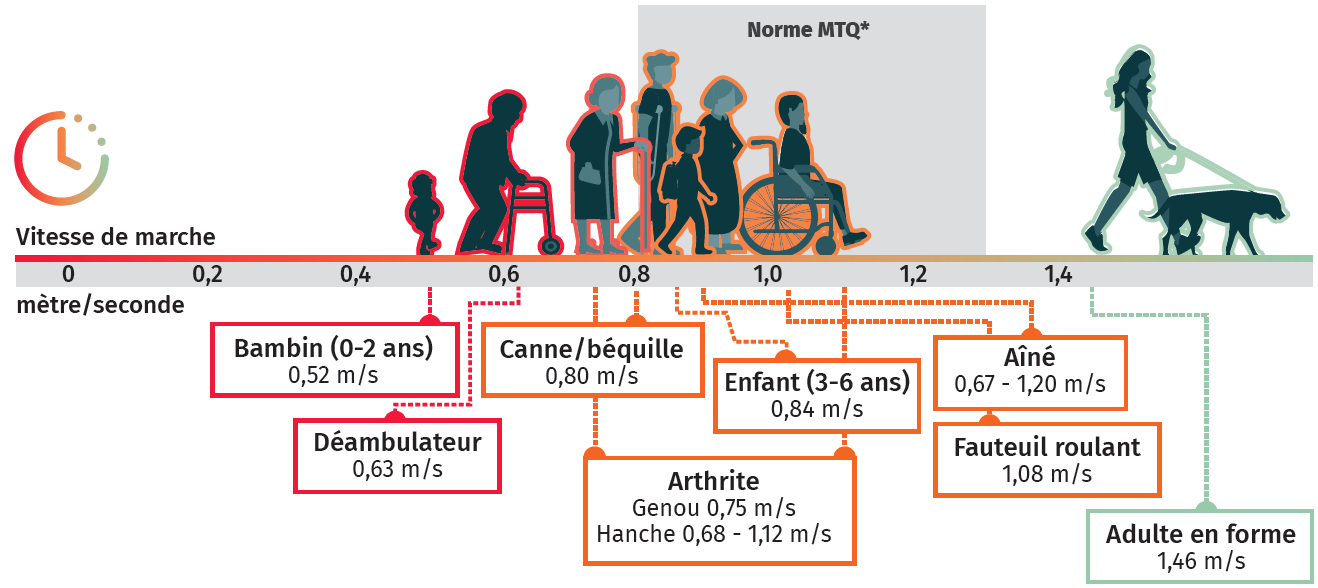 Norme MTQ*
Vitesse de marche
0 0,2 0,4 0,6 0,8 1,0 1,2 1,4
mètre/seconde
Bambin (0-2 ans)
0,52 m/s
Déambulateur
0,63 m/s
Canne/béquille
0,80 m/s
Arthrite
Genou 0,75 m/s
Hanche 0,68 - 1,12 m/s
Enfant (3-6 ans)
0,84 m/s
Aîné
0,67 - 1,20 m/s
Fauteuil roulant
1,08 m/s
Adulte en forme
1,46 m/s